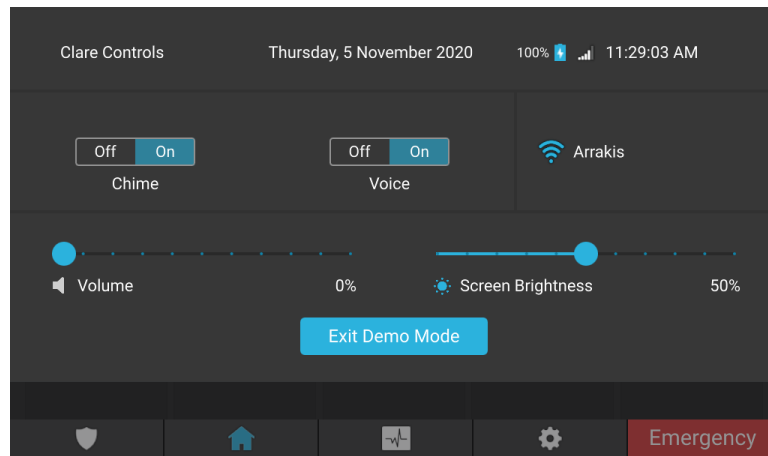 Clare Controls Thursday, 5 November 2020 100% 11:29:03 AM
Off On Off On Arrakis
Chime Voice
Volume 0% Screen Brightness 50%
Exit Demo Mode
Emergency